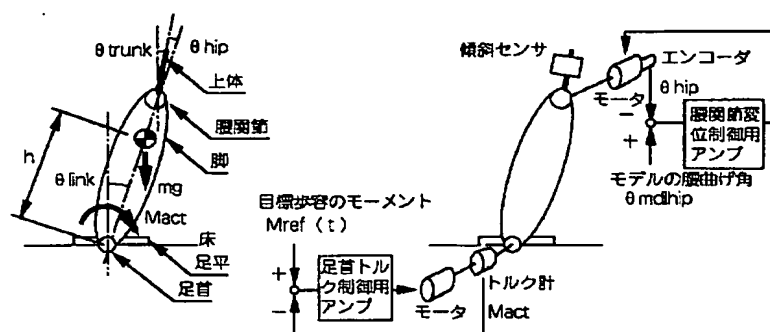 θ trunk
θ hip
上体
腰関節
脚
h
θ link
mg
Mact
床
足平
足首
傾斜センサ
エンコーダ
モータ
θ hip
−
+
腰関節変
位制御用
アンプ
モデルの腰曲げ角
θ mdlhip
目標歩容のモーメント
Mref (t)
+
−
足首トル
ク制御用
アンプ
モータ
トルク計
Mact